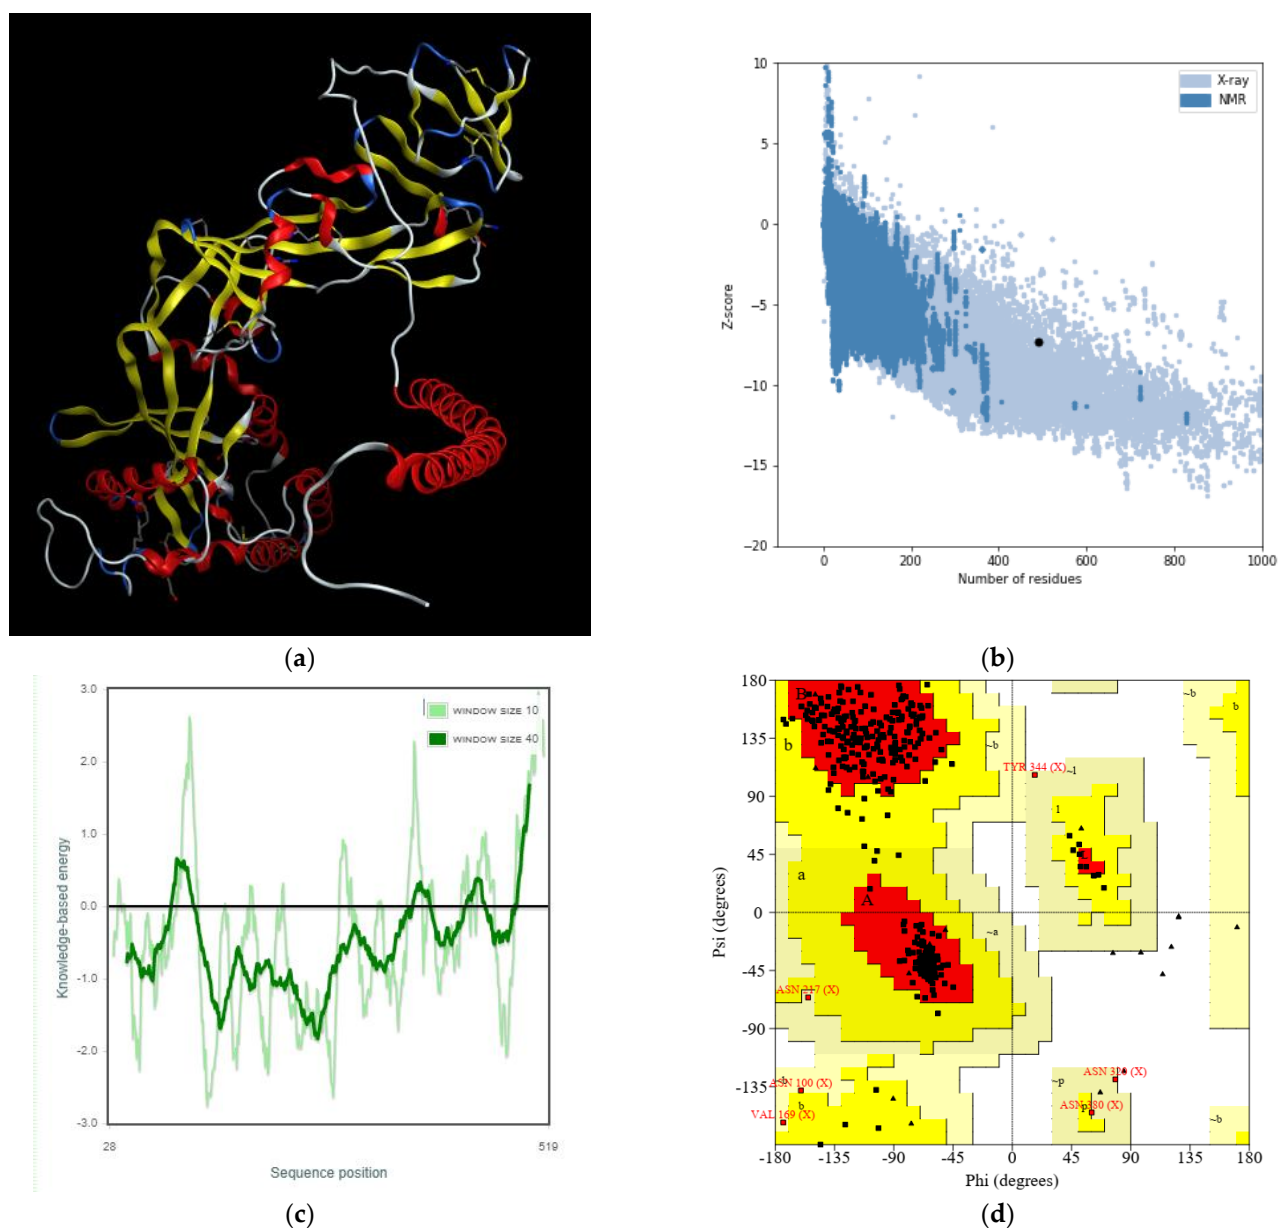 10
5
0
−5
−10
−15
−20
Z-score
X-ray
NMR
0 200 400 600 800 1000
Number of residues
(a)
(b)
3.0
2.0
1.0
0.0
-1.0
-2.0
-3.0
Knowledge-based energy
WINDOW SIZE 10
WINDOW SIZE 40
28 519
Sequence position
(c)
180
135
90
45
0
-45
-90
-135
-180
Psi (degrees)
B
~b
b
b
~b
TYR 344 (X)
~l
l
L
a
A
~a
ASN 217 (X)
~b
ASN 100 (X)
b
VAL 169 (X)
~p
ASN 380 (X)
p
~b
-135 -90 -45 0 45 90 135 180
Phi (degrees)
(d)